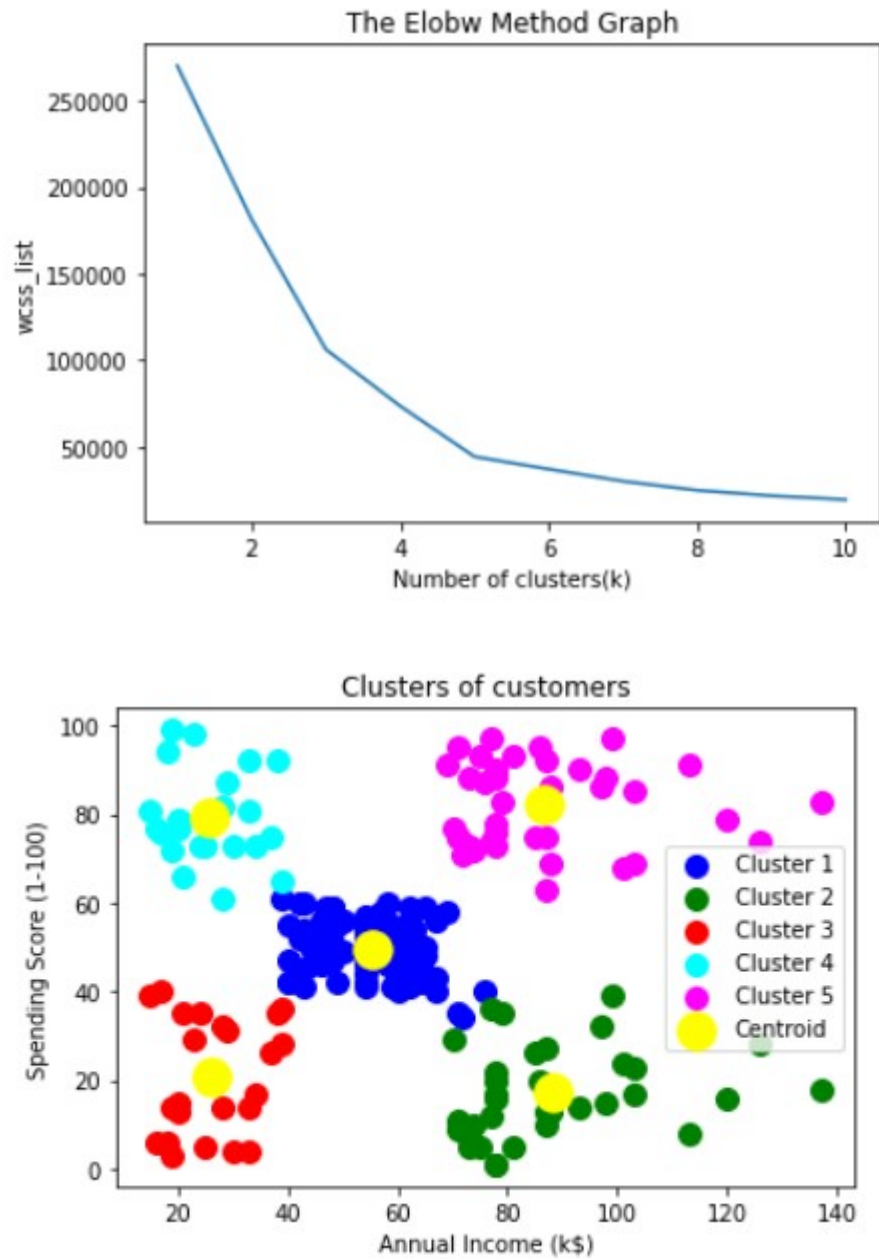 The Elobw Method Graph
250000
200000
150000
100000
50000
wcss_list
2 4 6 8 10
Number of clusters(k)
Clusters of customers
100
80
60
40
20
0
Spending Score (1-100)
Cluster 1
Cluster 2
Cluster 3
Cluster 4
Cluster 5
Centroid
20 40 60 80 100 120 140
Annual Income (k$)